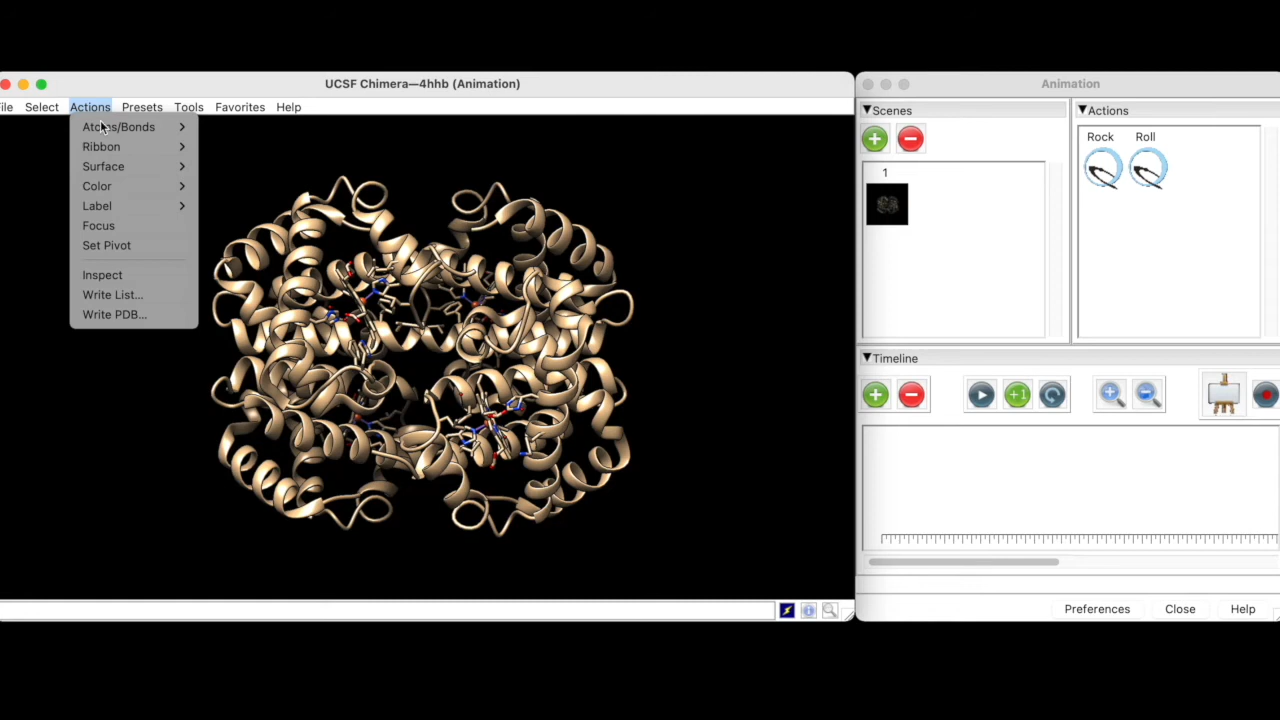 UCSF Chimera—4hhb (Animation)
ile Select Actions Presets Tools Favorites Help
Atoms/Bonds
Ribbon
Surface
Color
Label
Focus
Set Pivot
Inspect
Write List...
Write PDB...
Animation
Scenes
1
Actions
Rock Roll
Timeline
+1
Preferences Close Help